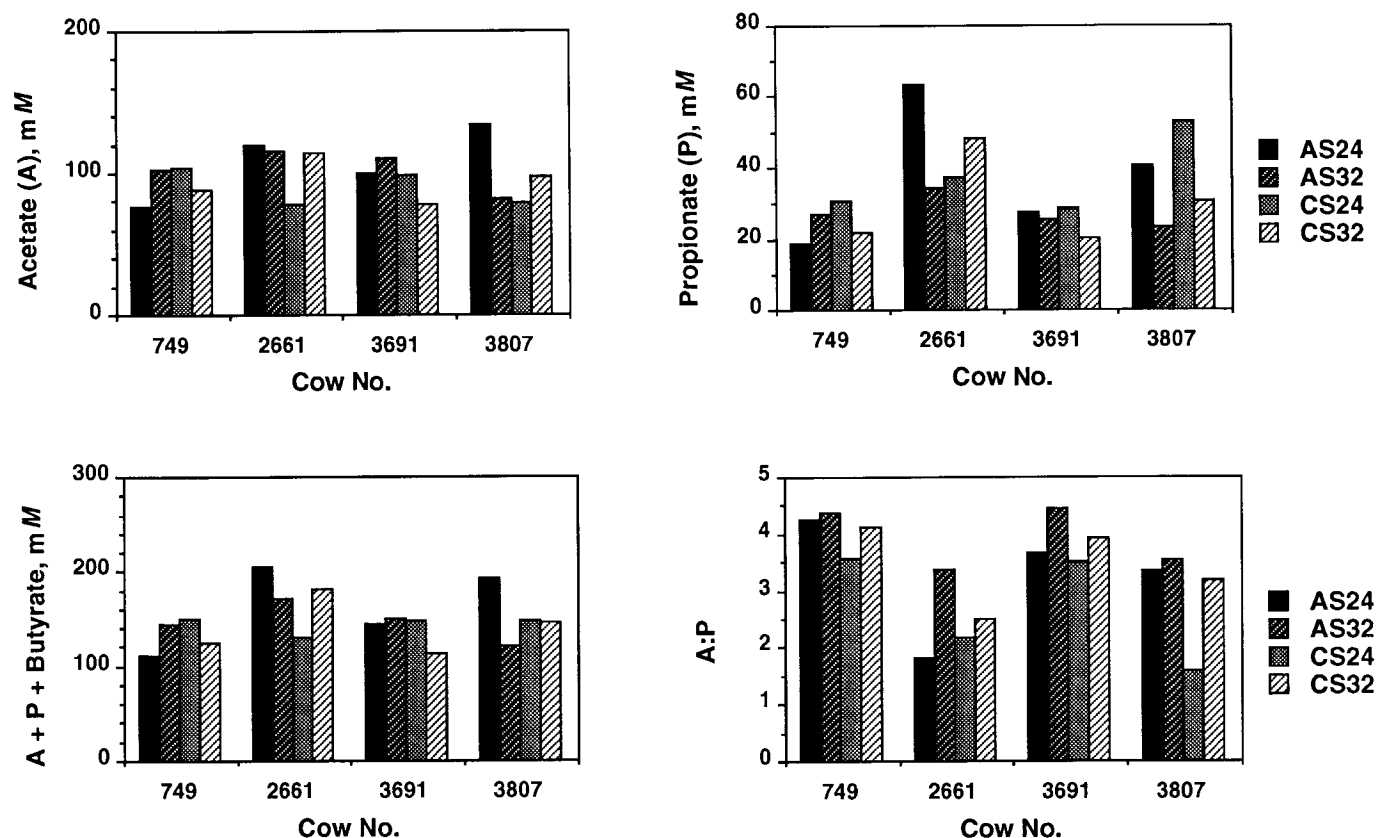 Acetate (A), mM
200
100
0
749 2661 3691 3807
Cow No.
Propionate (P), mM
80
60
40
20
0
749 2661 3691 3807
Cow No.
AS24
AS32
CS24
CS32
A + P + Butyrate, mM
300
200
100
0
749 2661 3691 3807
Cow No.
A:P
5
4
3
2
1
0
749 2661 3691 3807
Cow No.
AS24
AS32
CS24
CS32